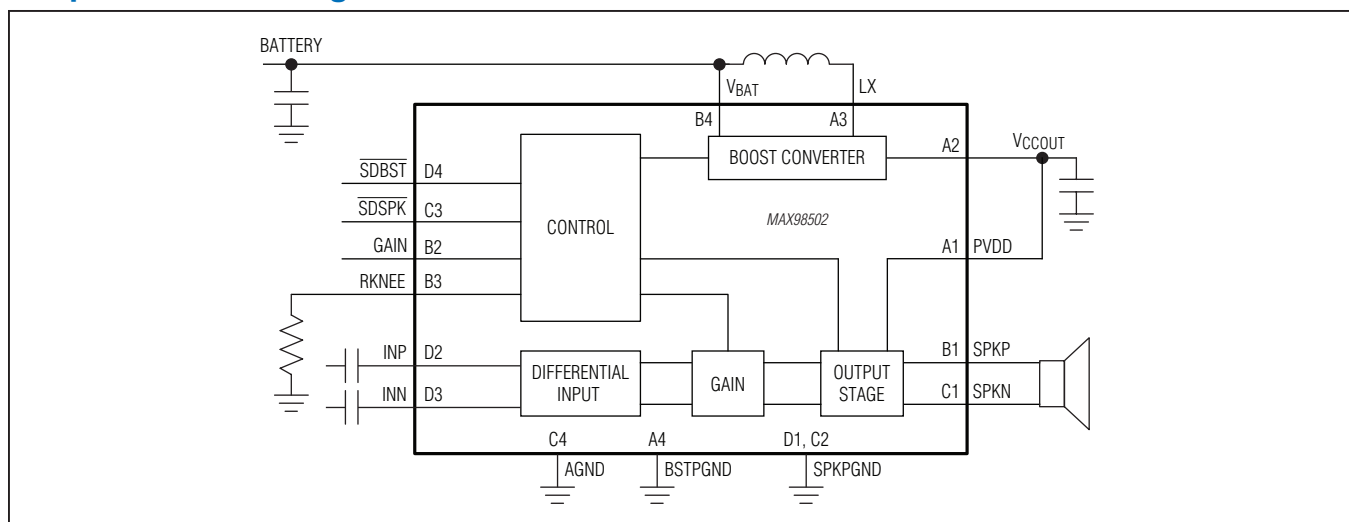 BATTERY
VBAT
LX
B4
A3
BOOST CONVERTER
A2
VCCOUT
SDBST
D4
SDSPK
C3
CONTROL
MAX98502
GAIN
B2
A1
PVDD
RKNEE
B3
INP
D2
DIFFERENTIAL
INPUT
GAIN
OUTPUT
STAGE
B1
SPKP
INN
D3
C1
SPKN
C4
A4
D1, C2
AGND
BSTPGND
SPKPGND